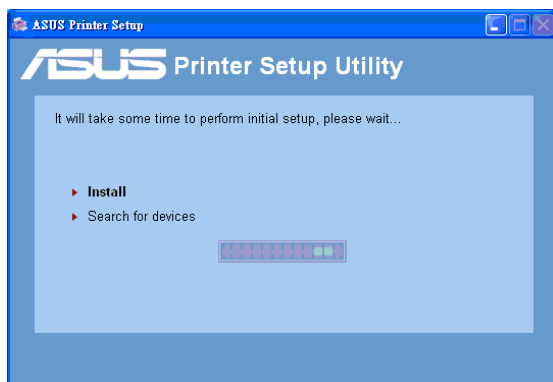 ASUS Printer Setup
ASUS Printer Setup Utility
It will take some time to perform initial setup, please wait...
Install
Search for devices